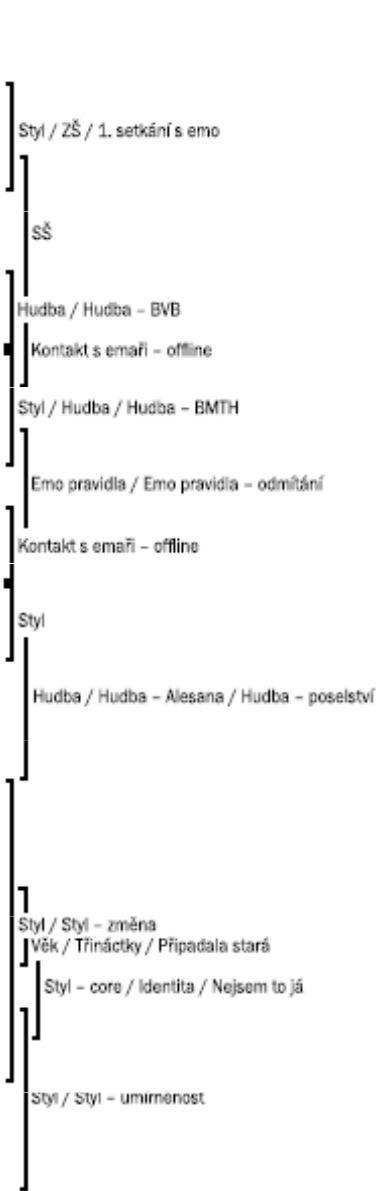 Styl / ZŠ / 1. setkání s emo
SŠ
Hudba / Hudba – BVB
Kontakt s emaři – offline
Styl / Hudba / Hudba – BMTH
Emo pravidla / Emo pravidla – odmítání
Kontakt s emaři – offline
Styl
Hudba / Hudba – Alesana / Hudba – poselství
Styl / Styl – změna
Věk / Třináctky / Připadala stará
Styl – core / Identita / Nejsem to já
Styl / Styl – umírněnost